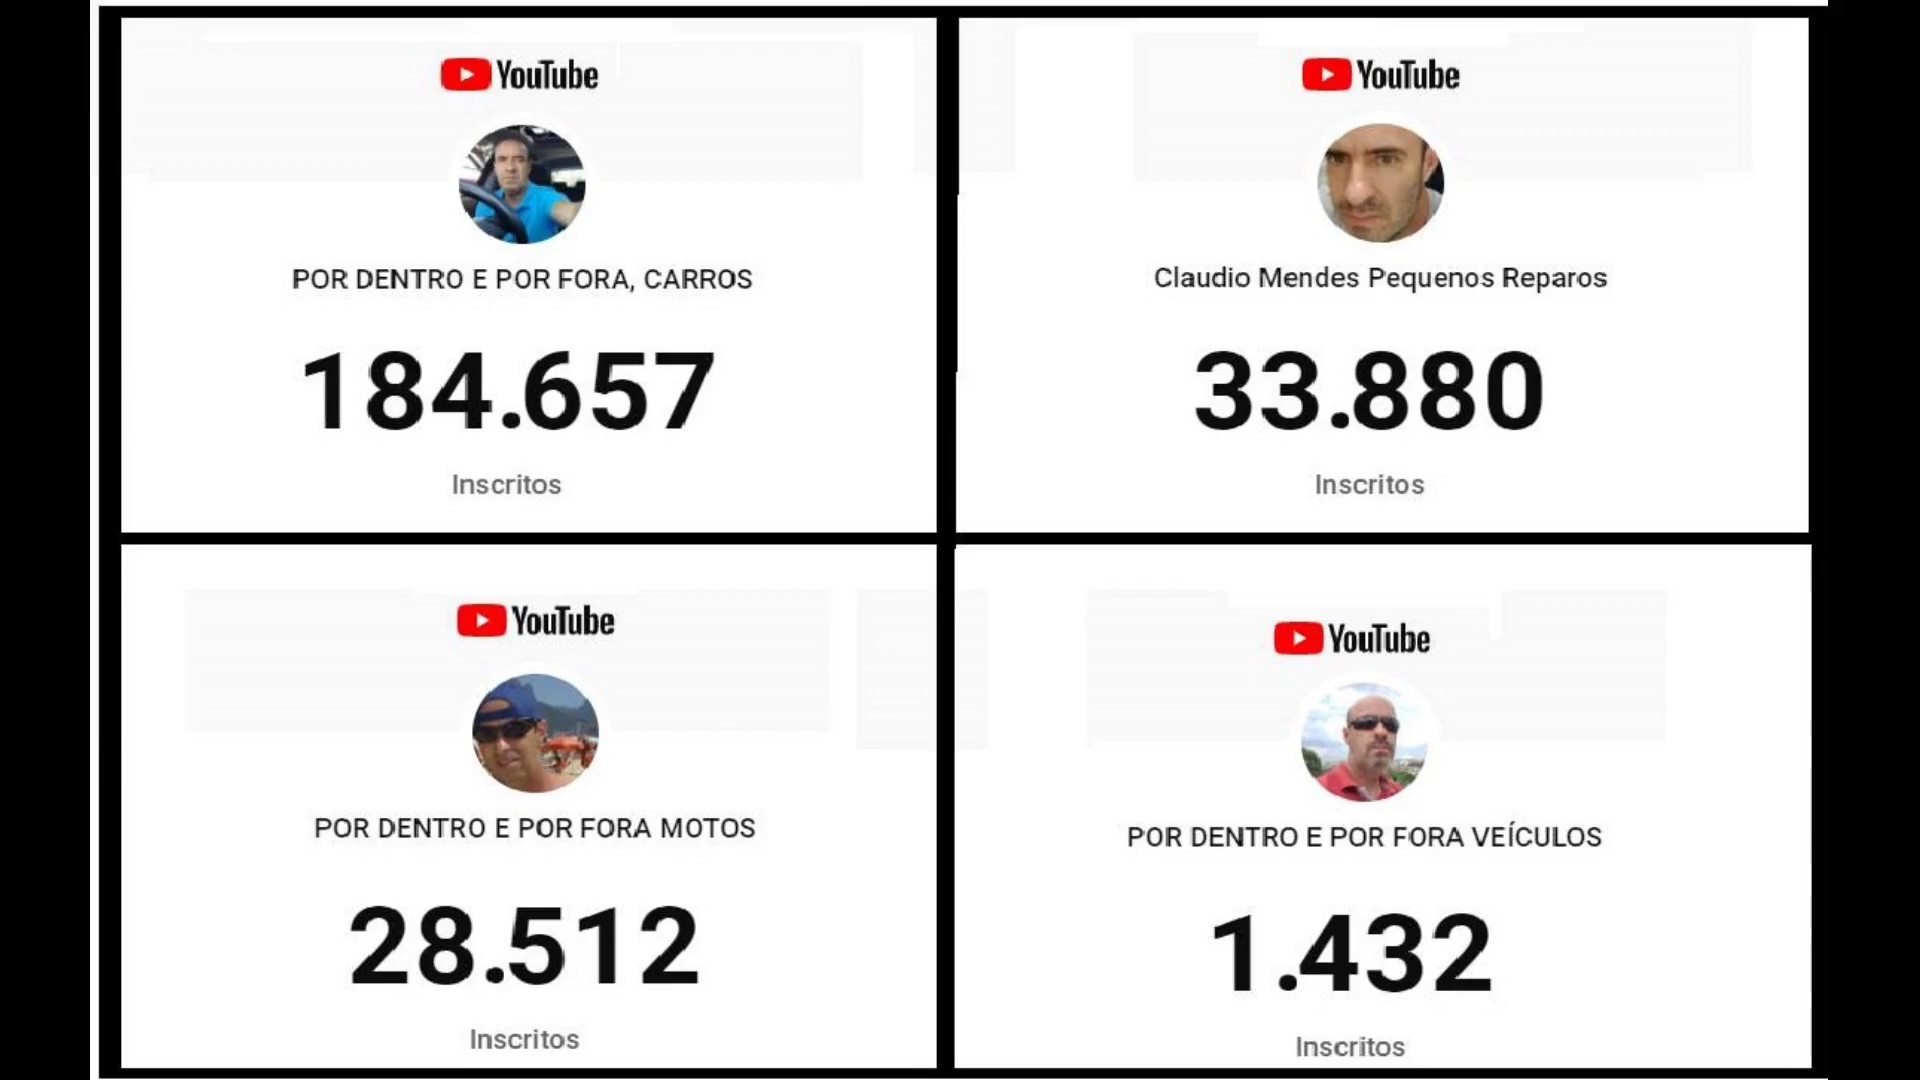 YouTube
POR DENTRO E POR FORA, CARROS
184.657
Inscritos
YouTube
Claudio Mendes Pequenos Reparos
33.880
Inscritos
YouTube
POR DENTRO E POR FORA MOTOS
28.512
Inscritos
YouTube
POR DENTRO E POR FORA VEÍCULOS
1.432
Inscritos